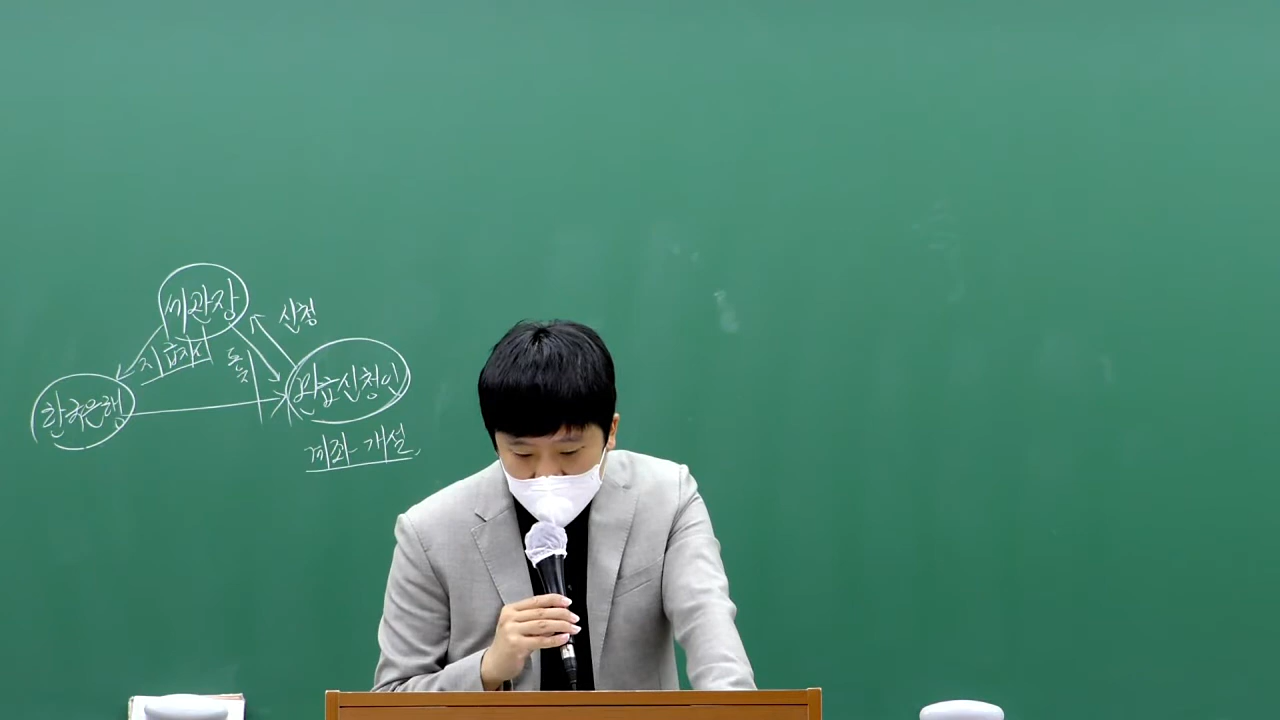 세관장
신청
지급지시
통지
한국은행
환급신청인
계좌 개설.